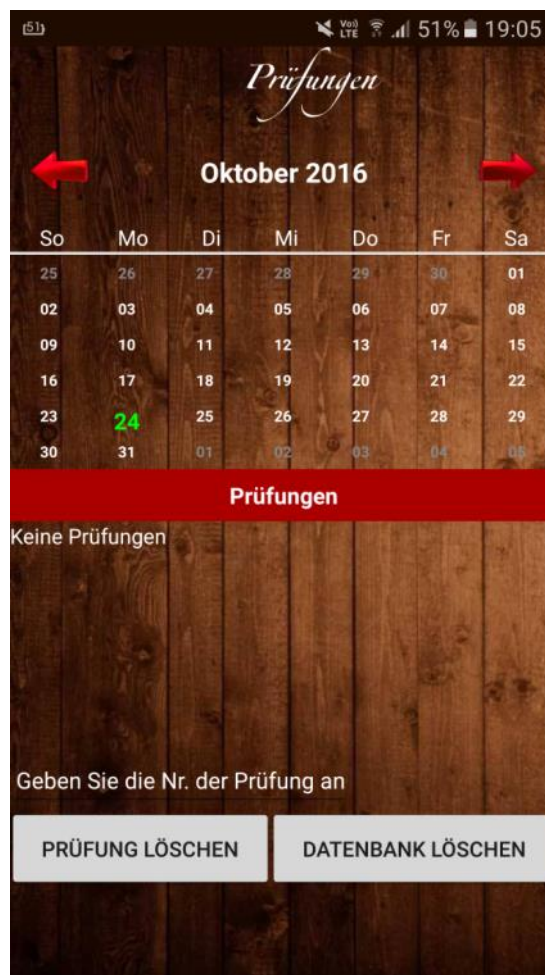 51 Vo)) LTE 51% 19:05
Prüfungen
Oktober 2016
So Mo Di Mi Do Fr Sa
25 26 27 28 29 30 01
02 03 04 05 06 07 08
09 10 11 12 13 14 15
16 17 18 19 20 21 22
23 24 25 26 27 28 29
30 31 01 02 03 04 05
Prüfungen
Keine Prüfungen
Geben Sie die Nr. der Prüfung an
PRÜFUNG LÖSCHEN DATENBANK LÖSCHEN